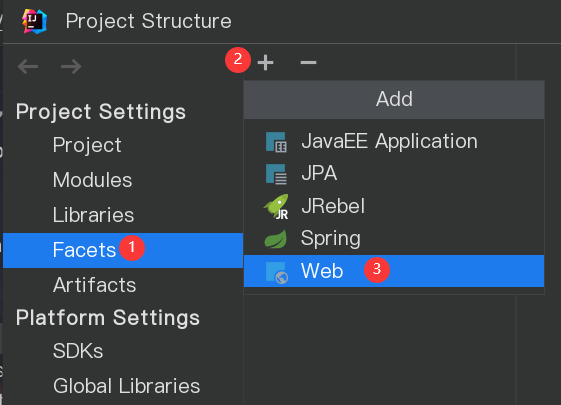 Project Structure
2
Project Settings
Project
Modules
Libraries
Facets 1
Artifacts
Platform Settings
SDKs
Global Libraries
Add
JavaEE Application
JPA
JRebel
Spring
Web 3